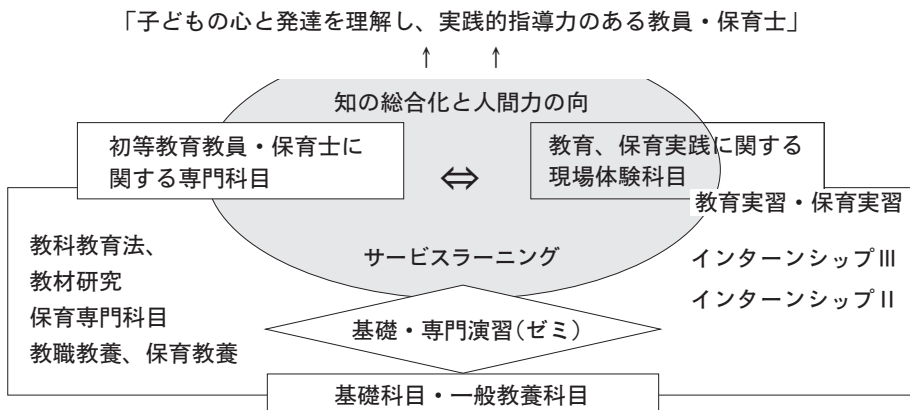 「子どもの心と発達を理解し、実践的指導力のある教員・保育士」
↑ ↑
知の総合化と人間力の向
初等教育教員・保育士に
関する専門科目
⇔
教育、保育実践に関する
現場体験科目
教育実習・保育実習
教科教育法、
教材研究
保育専門科目
教職教養、保育教養
サービスラーニング
インターンシップⅢ
インターンシップⅡ
基礎・専門演習(ゼミ)
基礎科目・一般教養科目